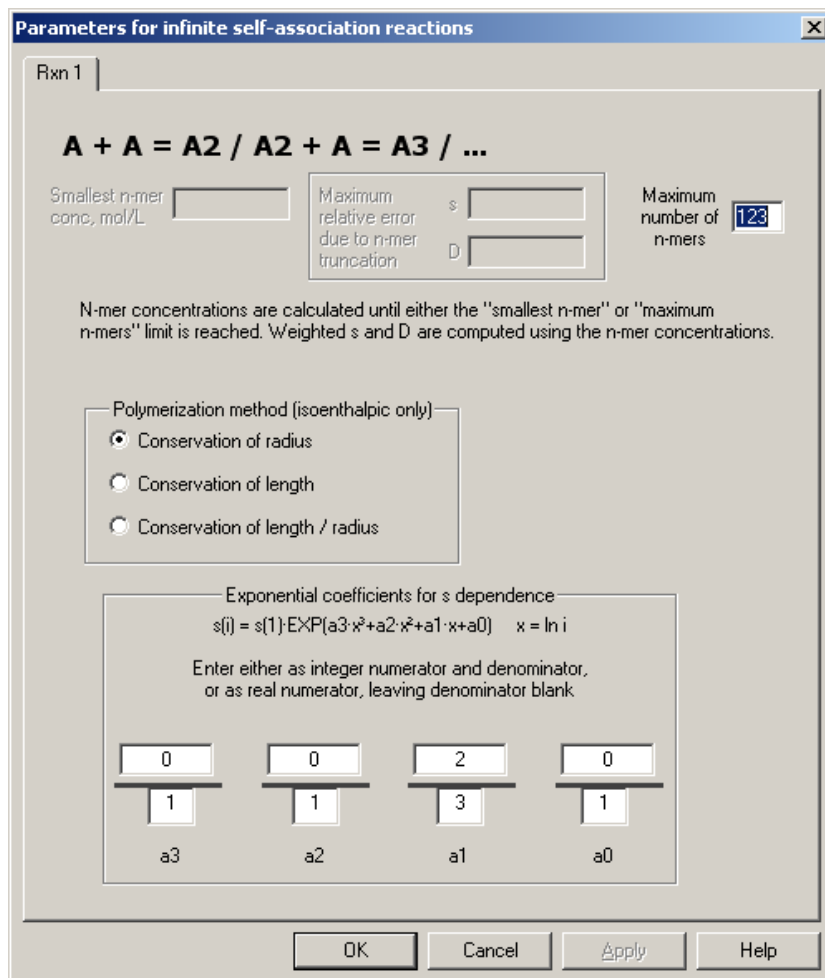 Parameters for infinite self-association reactions
Rxn 1
A + A = A2 / A2 + A = A3 / ...
Smallest n-mer
conc, mol/L
Maximum
relative error
due to n-mer
truncation
s
D
Maximum
number of
n-mers
123
N-mer concentrations are calculated until either the "smallest n-mer" or "maximum
n-mers" limit is reached. Weighted s and D are computed using the n-mer concentrations.
Polymerization method (isoenthalpic only)
Conservation of radius
Conservation of length
Conservation of length / radius
Exponential coefficients for s dependence
s(i) = s(1)·EXP(a3·x³+a2·x²+a1·x+a0) x = ln i
Enter either as integer numerator and denominator,
or as real numerator, leaving denominator blank
0 0 2 0
1 1 3 1
a3 a2 a1 a0
OK Cancel Apply Help